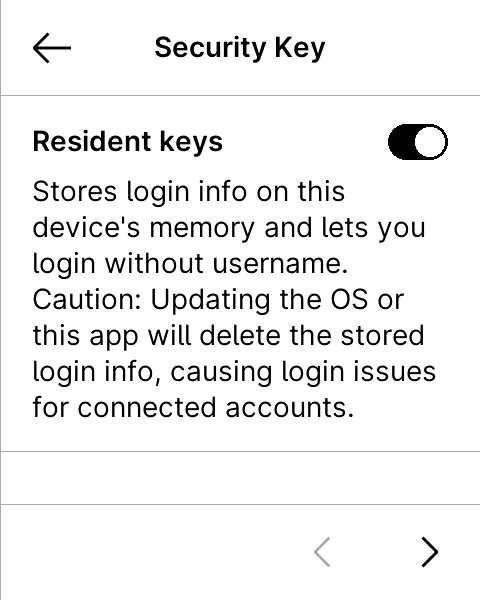 Security Key
Resident keys
Stores login info on this
device's memory and lets you
login without username.
Caution: Updating the OS or
this app will delete the stored
login info, causing login issues
for connected accounts.